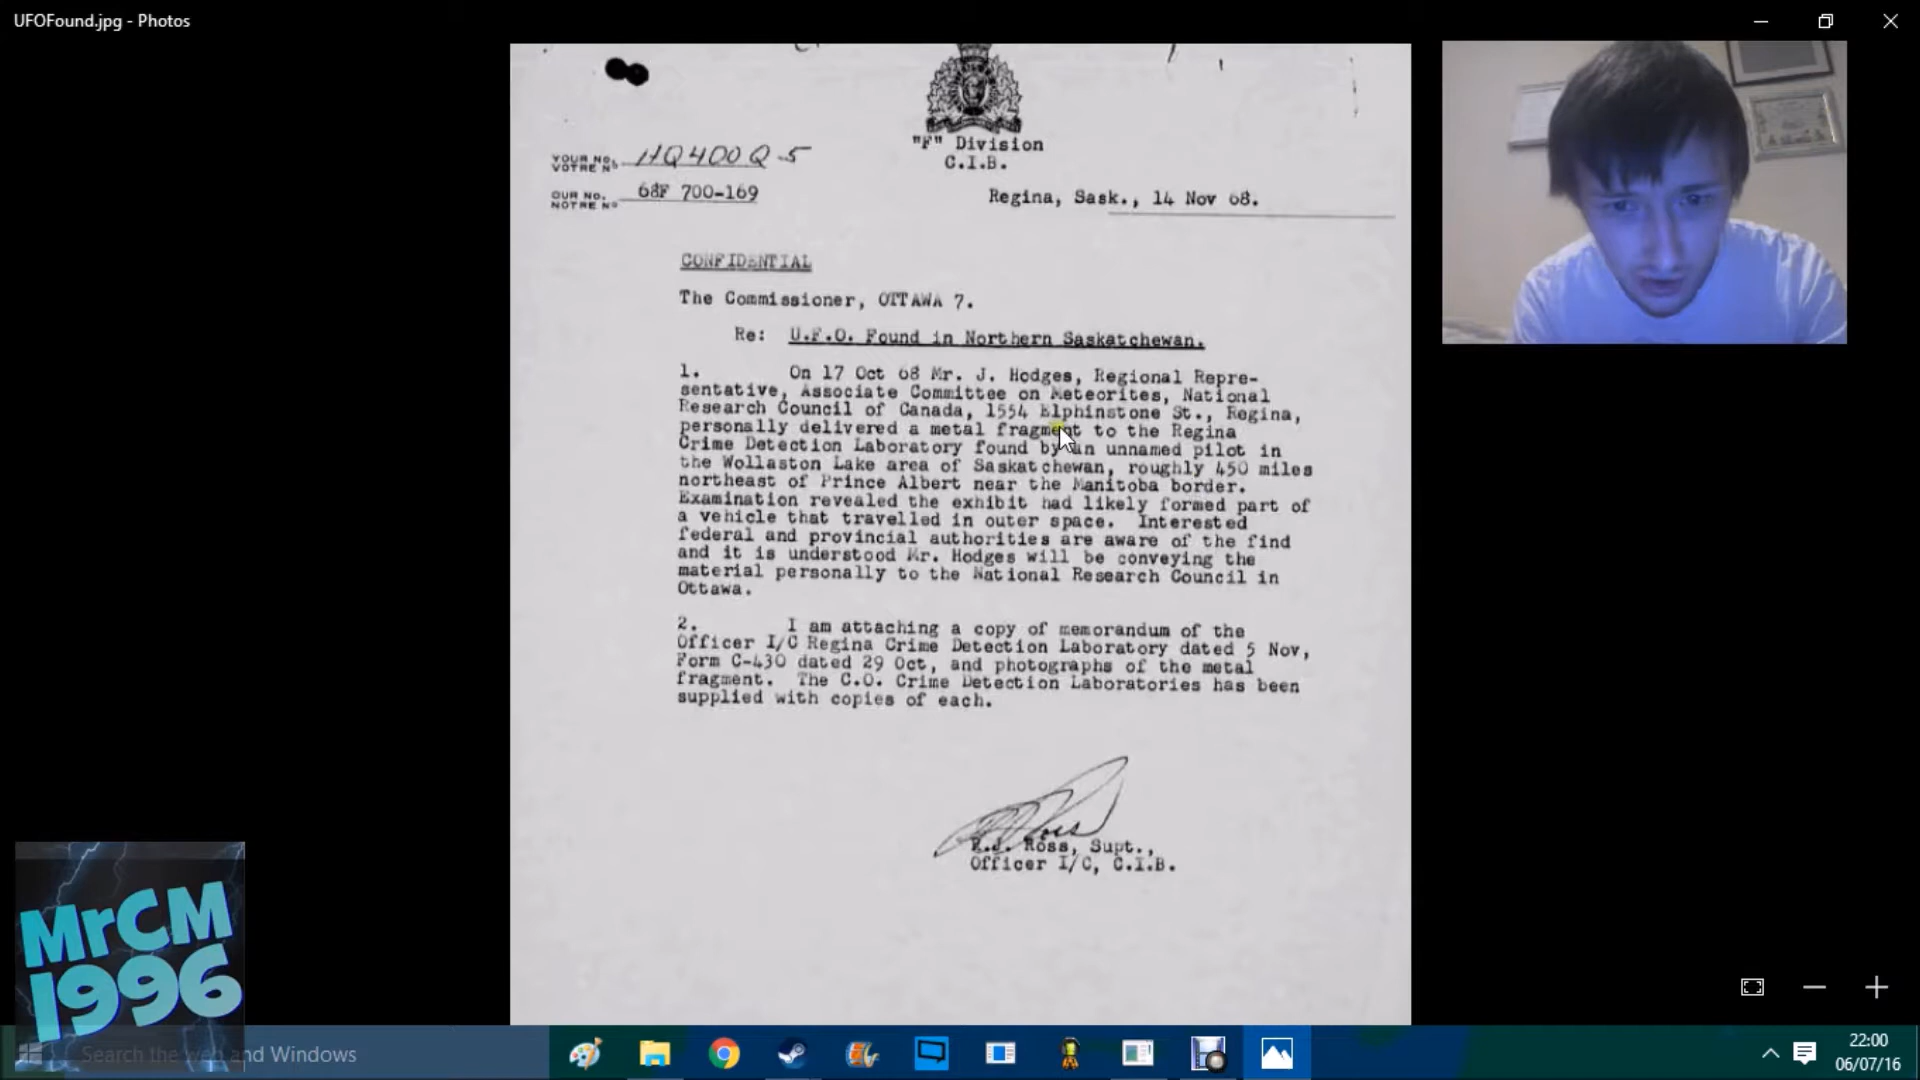 UFOFound.jpg - Photos
"F" Division
C.I.B.
YOUR No.
VOTRE No
HQ400 Q-5
OUR No.
NOTRE No
68F 700-169
Regina, Sask., 14 Nov 68.
CONFIDENTIAL
The Commissioner, OTTAWA 7.
Re: U.F.O. Found in Northern Saskatchewan.
1. On 17 Oct 68 Mr. J. Hodges, Regional Repre-
sentative, Associate Committee on Meteorites, National
Research Council of Canada, 1554 Elphinstone St., Regina,
personally delivered a metal fragment to the Regina
Crime Detection Laboratory found by an unnamed pilot in
the Wollaston Lake area of Saskatchewan, roughly 450 miles
northeast of Prince Albert near the Manitoba border.
Examination revealed the exhibit had likely formed part of
a vehicle that travelled in outer space. Interested
federal and provincial authorities are aware of the find
and it is understood Mr. Hodges will be conveying the
material personally to the National Research Council in
Ottawa.
2. I am attaching a copy of memorandum of the
Officer I/C Regina Crime Detection Laboratory dated 5 Nov,
Form C-430 dated 29 Oct, and photographs of the metal
fragment. The C.O. Crime Detection Laboratories has been
supplied with copies of each.
R.J. Ross, Supt.,
Officer I/C, C.I.B.
MrCM
1996
Search the web and Windows
22:00
06/07/16